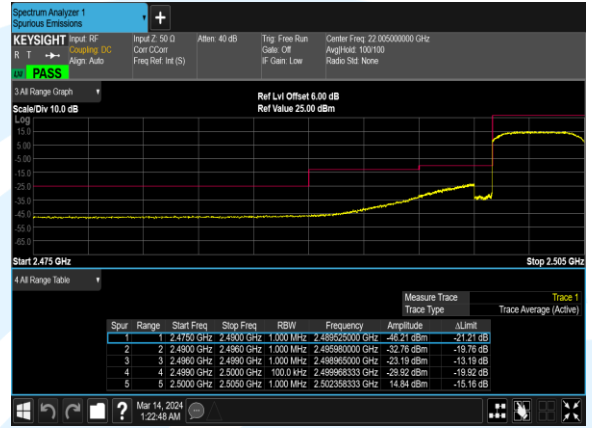 Spectrum Analyzer 1
Spurious Emissions
+
KEYSIGHT Input: RF Input Z: 50 Ω Atten: 40 dB Trig: Free Run Center Freq: 22.005000000 GHz
R T Coupling: DC Corr CCorr Gate: Off Avg|Hold: 100/100
Align: Auto Freq Ref: Int (S) IF Gain: Low Radio Std: None
PASS
3 All Range Graph
Ref Lvl Offset 6.00 dB
Scale/Div 10.0 dB Ref Value 25.00 dBm
Log
15.0
5.00
-5.00
-15.0
-25.0
-35.0
-45.0
-55.0
-65.0
Start 2.475 GHz Stop 2.505 GHz
4 All Range Table
Measure Trace Trace 1
Trace Type Trace Average (Active)
Spur Range Start Freq Stop Freq RBW Frequency Amplitude ΔLimit
1 1 2.4750 GHz 2.4900 GHz 1.000 MHz 2.489525000 GHz -46.21 dBm -21.21 dB
2 2 2.4900 GHz 2.4960 GHz 1.000 MHz 2.495980000 GHz -32.76 dBm -19.76 dB
3 3 2.4960 GHz 2.4990 GHz 1.000 MHz 2.498965000 GHz -23.19 dBm -13.19 dB
4 4 2.4990 GHz 2.5000 GHz 100.0 kHz 2.499968333 GHz -29.92 dBm -19.92 dB
5 5 2.5000 GHz 2.5050 GHz 1.000 MHz 2.502358333 GHz 14.84 dBm -15.16 dB
?
Mar 14, 2024
1:22:48 AM